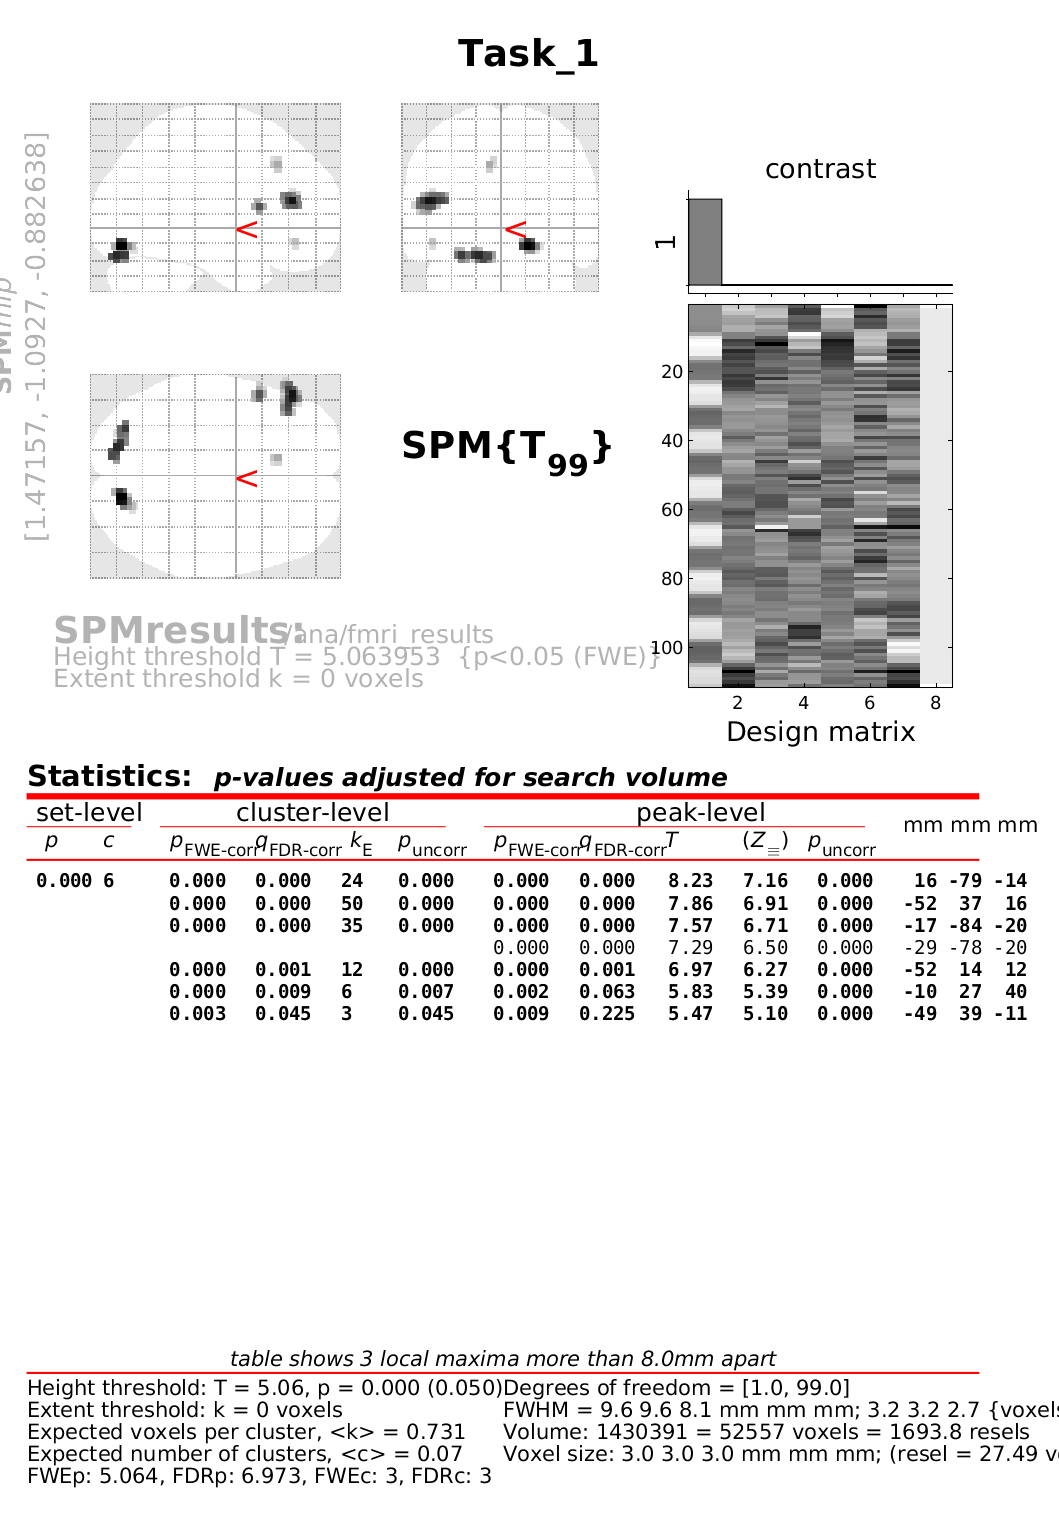 Task_1
contrast
1
SPMmip
[1.47157, -1.0927, -0.882638]
<
<
<
SPM{T99}
20
40
60
80
100
2 4 6 8
Design matrix
SPMresults: /ana/fmri_results
Height threshold T = 5.063953 {p<0.05 (FWE)}
Extent threshold k = 0 voxels
Statistics: p-values adjusted for search volume
set-level cluster-level peak-level
mm mm mm
p c pFWE-corr qFDR-corr kE puncorr pFWE-corr qFDR-corr T (Z≡) puncorr
0.000 6 0.000 0.000 24 0.000 0.000 0.000 8.23 7.16 0.000 16 -79 -14
0.000 0.000 50 0.000 0.000 0.000 7.86 6.91 0.000 -52 37 16
0.000 0.000 35 0.000 0.000 0.000 7.57 6.71 0.000 -17 -84 -20
0.000 0.000 7.29 6.50 0.000 -29 -78 -20
0.000 0.001 12 0.000 0.000 0.001 6.97 6.27 0.000 -52 14 12
0.000 0.009 6 0.007 0.002 0.063 5.83 5.39 0.000 -10 27 40
0.003 0.045 3 0.045 0.009 0.225 5.47 5.10 0.000 -49 39 -11
table shows 3 local maxima more than 8.0mm apart
Height threshold: T = 5.06, p = 0.000 (0.050)
Extent threshold: k = 0 voxels
Expected voxels per cluster, <k> = 0.731
Expected number of clusters, <c> = 0.07
FWEp: 5.064, FDRp: 6.973, FWEc: 3, FDRc: 3
Degrees of freedom = [1.0, 99.0]
FWHM = 9.6 9.6 8.1 mm mm mm; 3.2 3.2 2.7 {voxels
Volume: 1430391 = 52557 voxels = 1693.8 resels
Voxel size: 3.0 3.0 3.0 mm mm mm; (resel = 27.49